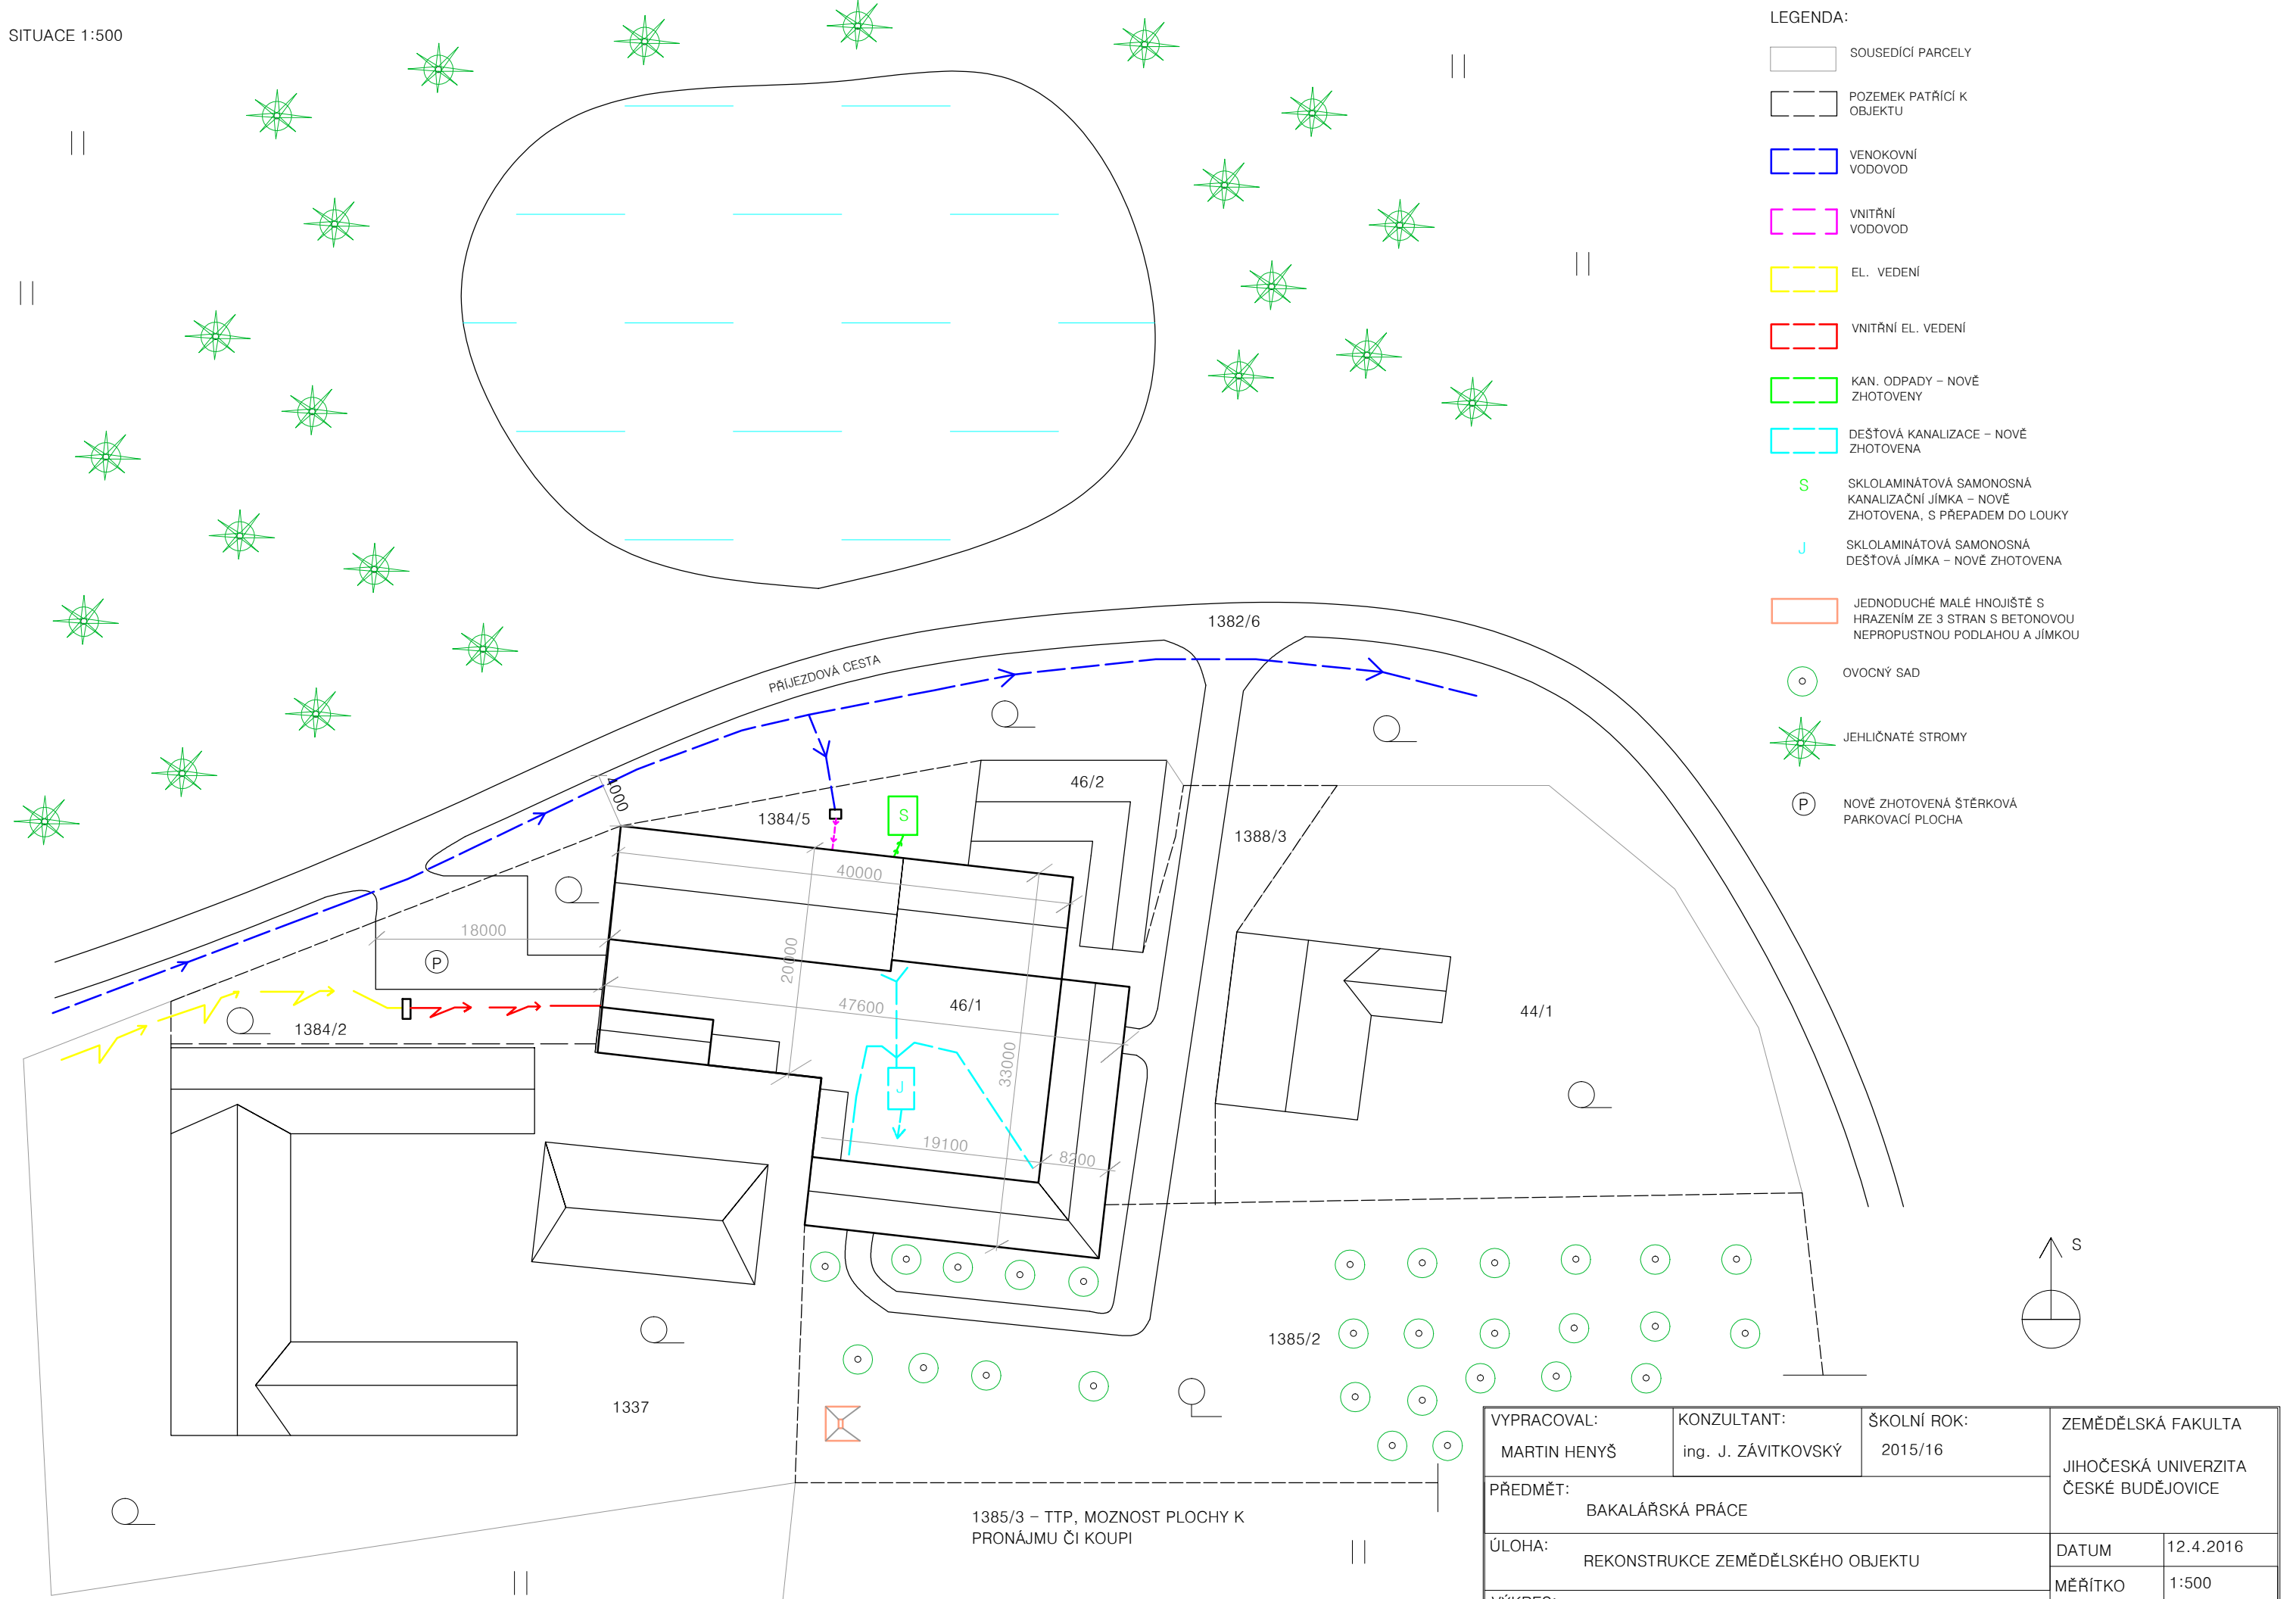 SITUACE 1:500
LEGENDA:
SOUSEDÍCÍ PARCELY
POZEMEK PATŘÍCÍ K
OBJEKTU
VENOKOVNÍ
VODOVOD
VNITŘNÍ
VODOVOD
EL. VEDENÍ
VNITŘNÍ EL. VEDENÍ
KAN. ODPADY - NOVĚ
ZHOTOVENY
DEŠŤOVÁ KANALIZACE - NOVĚ
ZHOTOVENA
S
SKLOLAMINÁTOVÁ SAMONOSNÁ
KANALIZAČNÍ JÍMKA - NOVĚ
ZHOTOVENA, S PŘEPADEM DO LOUKY
J
SKLOLAMINÁTOVÁ SAMONOSNÁ
DEŠŤOVÁ JÍMKA - NOVĚ ZHOTOVENA
JEDNODUCHÉ MALÉ HNOJIŠTĚ S
HRAZENÍM ZE 3 STRAN S BETONOVOU
NEPROPUSTNOU PODLAHOU A JÍMKOU
OVOCNÝ SAD
JEHLIČNATÉ STROMY
P
NOVĚ ZHOTOVENÁ ŠTĚRKOVÁ
PARKOVACÍ PLOCHA
1382/6
PŘÍJEZDOVÁ CESTA
4000
46/2
1384/5
S
1388/3
40000
18000
20000
P
47600
46/1
44/1
1384/2
33000
J
19100
8200
S
1385/2
1337
1385/3 - TTP, MOZNOST PLOCHY K
PRONÁJMU ČI KOUPI
VYPRACOVAL:
MARTIN HENYŠ
KONZULTANT:
ing. J. ZÁVITKOVSKÝ
ŠKOLNÍ ROK:
2015/16
ZEMĚDĚLSKÁ FAKULTA
JIHOČESKÁ UNIVERZITA
ČESKÉ BUDĚJOVICE
PŘEDMĚT:
BAKALÁŘSKÁ PRÁCE
ÚLOHA:
REKONSTRUKCE ZEMĚDĚLSKÉHO OBJEKTU
DATUM
12.4.2016
MĚŘÍTKO
1:500